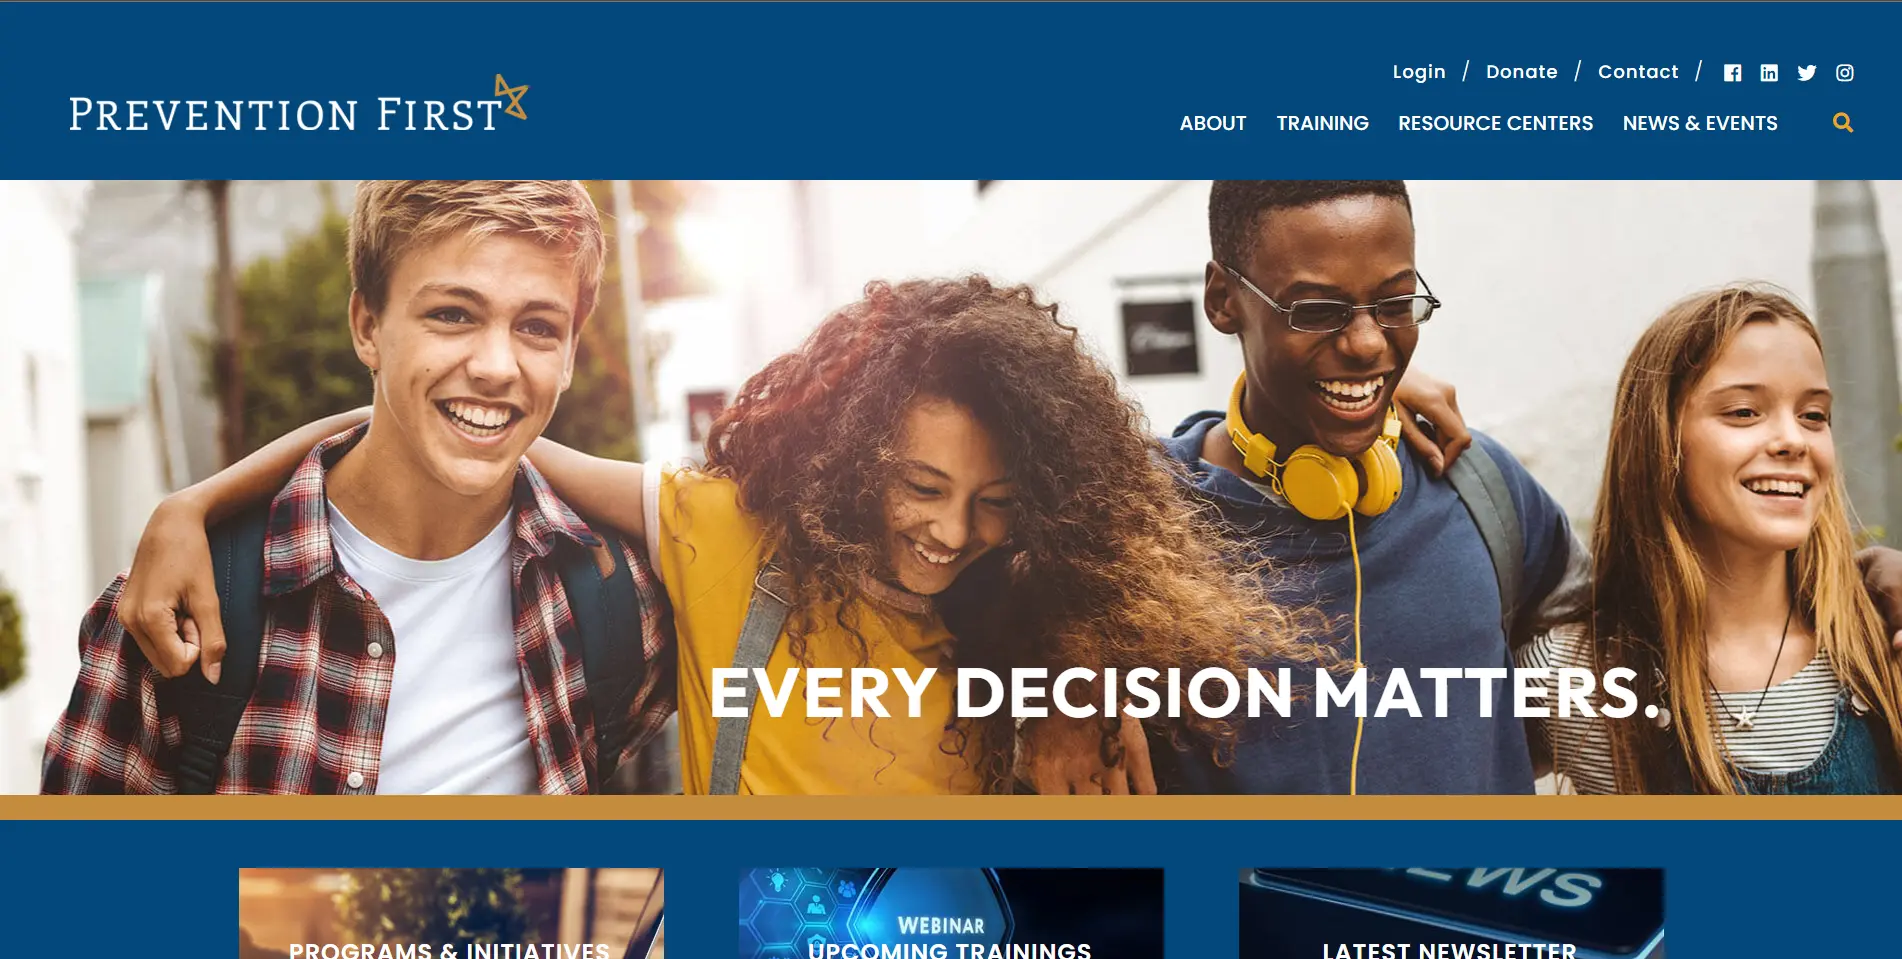 Login / Donate / Contact /
PREVENTION FIRST
ABOUT TRAINING RESOURCE CENTERS NEWS & EVENTS
EVERY DECISION MATTERS.
PROGRAMS & INITIATIVES
WEBINAR
UPCOMING TRAININGS
NEWS
LATEST NEWSLETTER